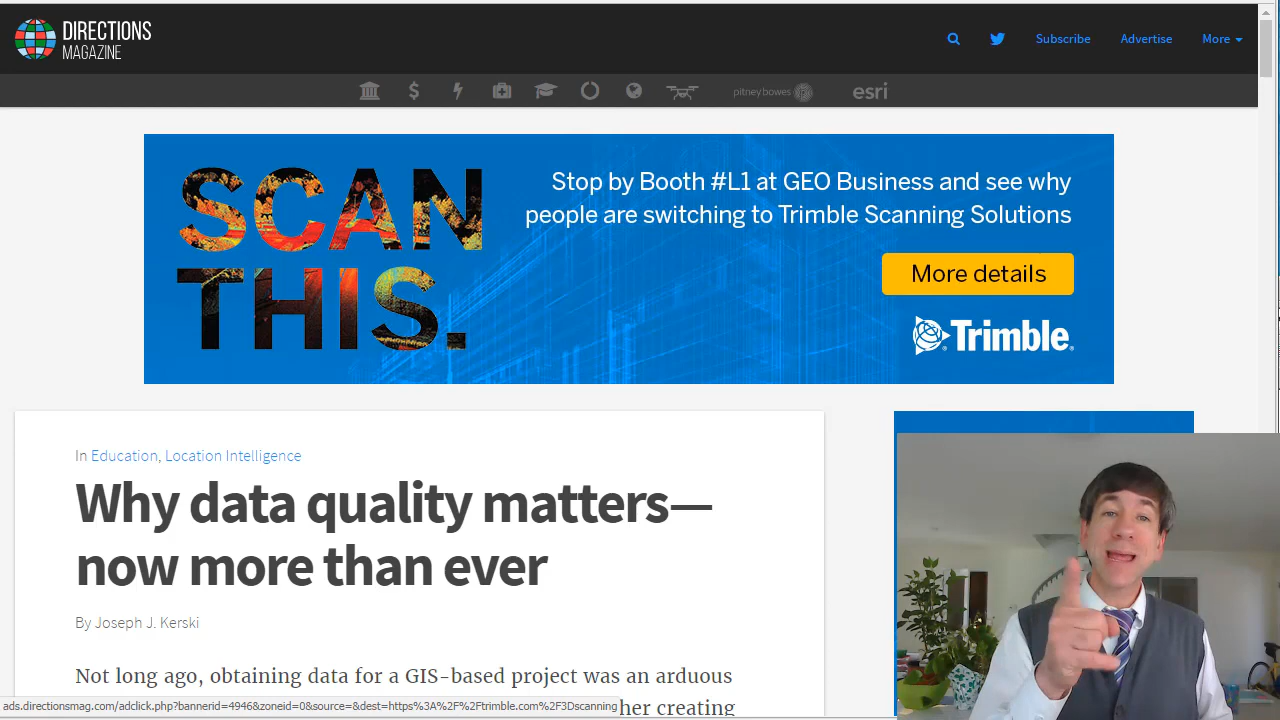 DIRECTIONS
MAGAZINE
Subscribe
Advertise
More
pitney bowes
esri
SCAN
THIS.
Stop by Booth #L1 at GEO Business and see why
people are switching to Trimble Scanning Solutions
More details
Trimble
In Education, Location Intelligence
Why data quality matters—
now more than ever
By Joseph J. Kerski
Not long ago, obtaining data for a GIS-based project was an arduous
her creating
ads.directionsmag.com/adclick.php?bannerid=4946&zoneid=0&source=&dest=https%3A%2F%2Ftrimble.com%2F%3Dscanning